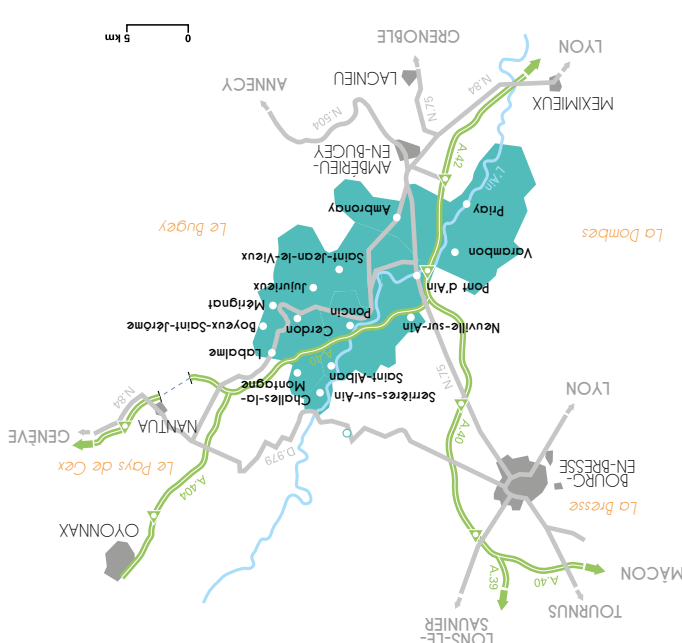 LONS-LE-
SAUNIER
TOURNUS
MÂCON
A.40
A.39
OYONNAX
La Bresse
BOURG-
EN-BRESSE
A.404
Le Pays de Gex
D.979
A.40
GENÈVE
NANTUA
LYON
N.84
N.75
Serrières-sur-Ain
Challes-la-
Montagne
Saint-Alban
A.40
Labalme
Neuville-sur-Ain
Cerdon
Boyeux-Saint-Jérôme
Poncin
Mérignat
Pont d'Ain
Jujurieux
Varambon
Saint-Jean-le-Vieux
La Dombes
Le Bugey
Priay
Ambronay
L'Ain
A.42
AMBÉRIEU-
EN-BUGEY
N.504
MEXIMIEUX
N.75
N.84
ANNECY
LAGNIEU
LYON
GRENOBLE
0
5 km